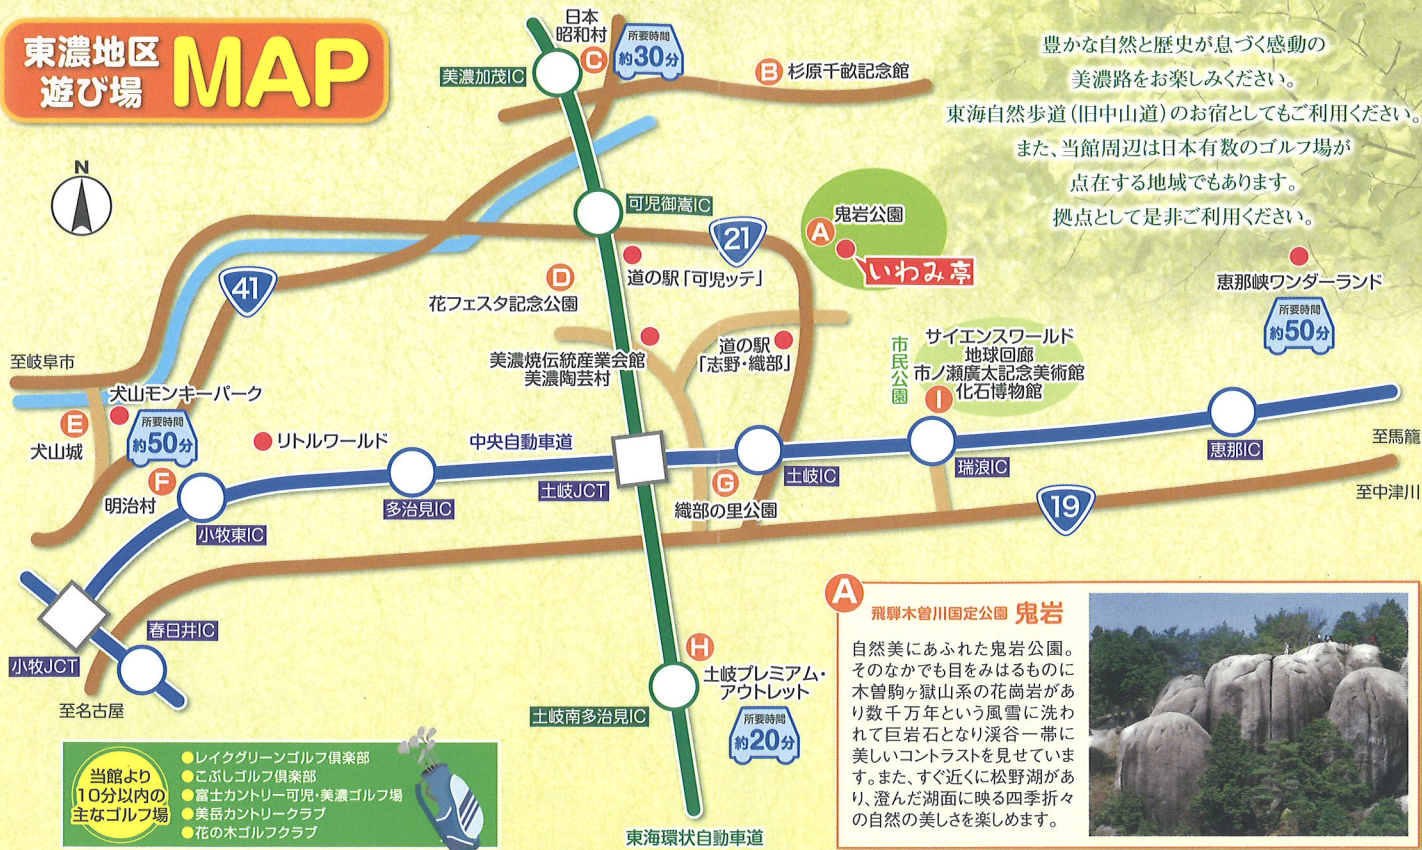 東濃地区
遊び場
MAP
日本
昭和村
C
所要時間
約30分
美濃加茂IC
B 杉原千畝記念館
豊かな自然と歴史が息づく感動の
美濃路をお楽しみください。
東海自然歩道(旧中山道)のお宿としてもご利用ください。
また、当館周辺は日本有数のゴルフ場が
点在する地域でもあります。
拠点として是非ご利用ください。
N
可児御嵩IC
21
鬼岩公園
A
いわみ亭
41
D
花フェスタ記念公園
道の駅「可児ッテ」
恵那峡ワンダーランド
所要時間
約50分
美濃焼伝統産業会館
美濃陶芸村
道の駅
「志野・織部」
市民公園
サイエンスワールド
地球回廊
市ノ瀬廣太記念美術館
化石博物館
I
至岐阜市
犬山モンキーパーク
所要時間
約50分
E
犬山城
リトルワールド
中央自動車道
F
明治村
小牧東IC
多治見IC
土岐JCT
土岐IC
G
織部の里公園
瑞浪IC
恵那IC
至馬籠
至中津川
19
春日井IC
小牧JCT
至名古屋
H
土岐プレミアム・
アウトレット
所要時間
約20分
土岐南多治見IC
東海環状自動車道
当館より
10分以内の
主なゴルフ場
●レイクグリーンゴルフ倶楽部
●こぶしゴルフ倶楽部
●富士カントリー可児・美濃ゴルフ場
●美岳カントリークラブ
●花の木ゴルフクラブ
A
飛騨木曽川国定公園 鬼岩
自然美にあふれた鬼岩公園。
そのなかでも目をみはるものに
木曽駒ヶ獄山系の花崗岩があ
り数千万年という風雪に洗わ
れて巨岩石となり渓谷一帯に
美しいコントラストを見せていま
す。また、すぐ近くに松野湖があ
り、澄んだ湖面に映る四季折々
の自然の美しさを楽しめます。